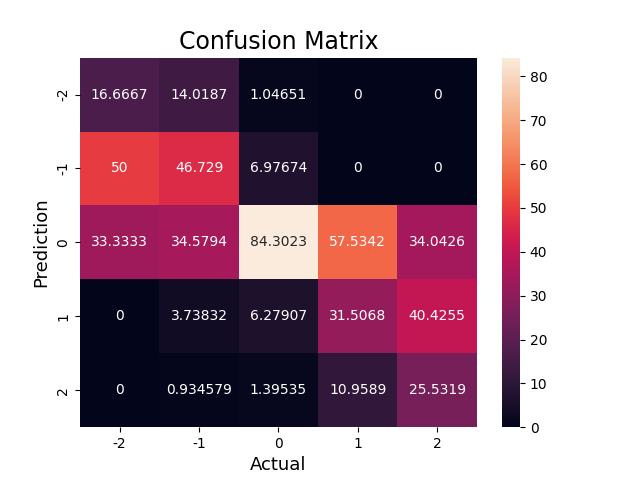 Confusion Matrix
-2 16.6667 14.0187 1.04651 0 0
-1 50 46.729 6.97674 0 0
0 33.3333 34.5794 84.3023 57.5342 34.0426
1 0 3.73832 6.27907 31.5068 40.4255
2 0 0.934579 1.39535 10.9589 25.5319
-2 -1 0 1 2
Actual
Prediction
80
70
60
50
40
30
20
10
0